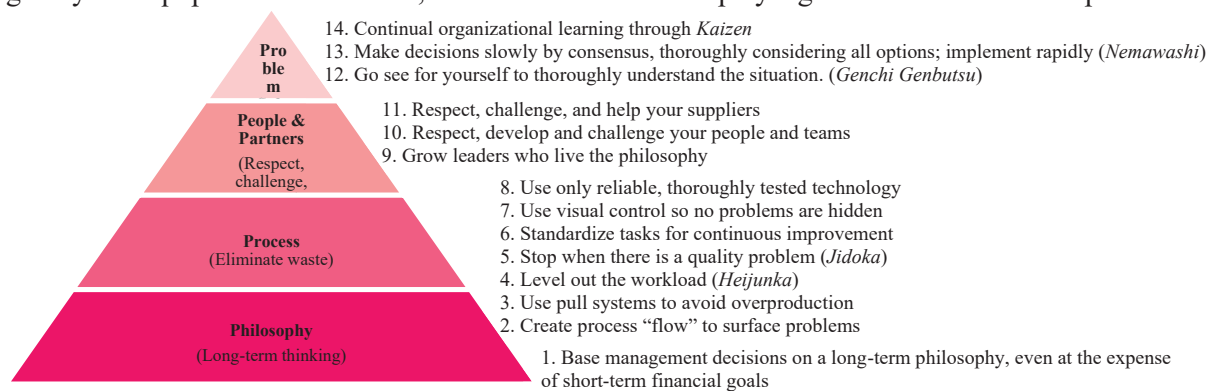 14. Continual organizational learning through Kaizen
13. Make decisions slowly by consensus, thoroughly considering all options; implement rapidly (Nemawashi)
12. Go see for yourself to thoroughly understand the situation. (Genchi Genbutsu)
Pro
ble
m
11. Respect, challenge, and help your suppliers
10. Respect, develop and challenge your people and teams
9. Grow leaders who live the philosophy
People &
Partners
(Respect,
challenge,
8. Use only reliable, thoroughly tested technology
7. Use visual control so no problems are hidden
6. Standardize tasks for continuous improvement
5. Stop when there is a quality problem (Jidoka)
4. Level out the workload (Heijunka)
3. Use pull systems to avoid overproduction
2. Create process “flow” to surface problems
Process
(Eliminate waste)
Philosophy
(Long-term thinking)
1. Base management decisions on a long-term philosophy, even at the expense
of short-term financial goals